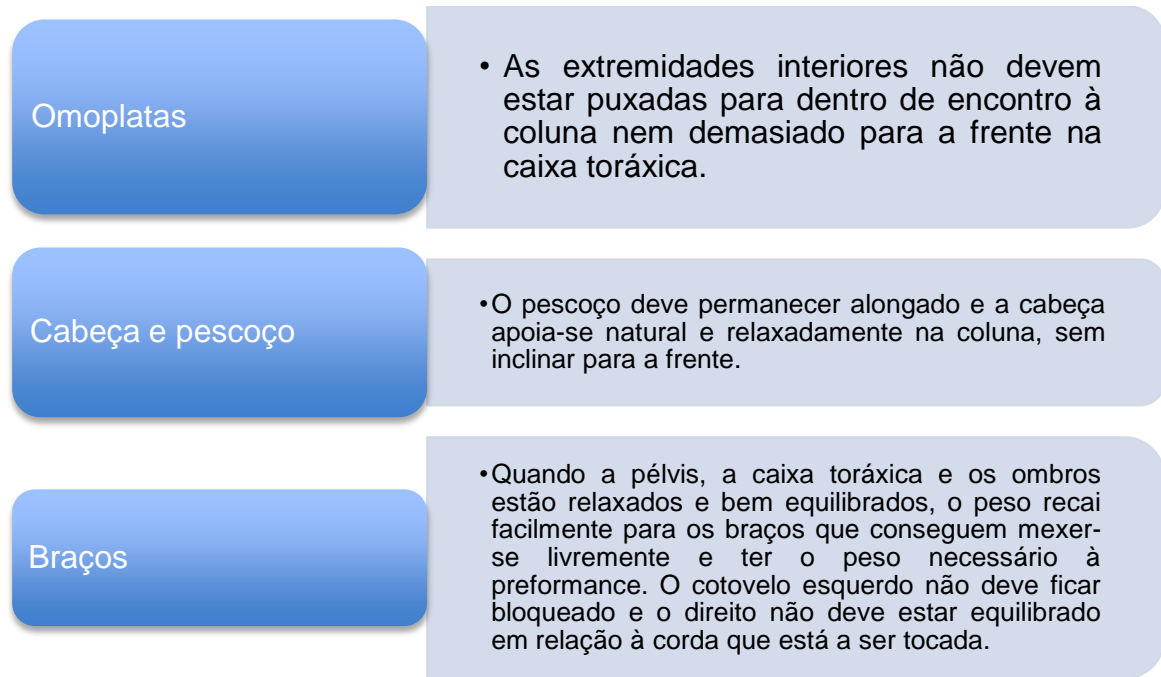 Omoplatas
• As extremidades interiores não devem
estar puxadas para dentro de encontro à
coluna nem demasiado para a frente na
caixa toráxica.
Cabeça e pescoço
•O pescoço deve permanecer alongado e a cabeça
apoia-se natural e relaxadamente na coluna, sem
inclinar para a frente.
Braços
•Quando a pélvis, a caixa toráxica e os ombros
estão relaxados e bem equilibrados, o peso recai
facilmente para os braços que conseguem mexer-
se livremente e ter o peso necessário à
preformance. O cotovelo esquerdo não deve ficar
bloqueado e o direito não deve estar equilibrado
em relação à corda que está a ser tocada.